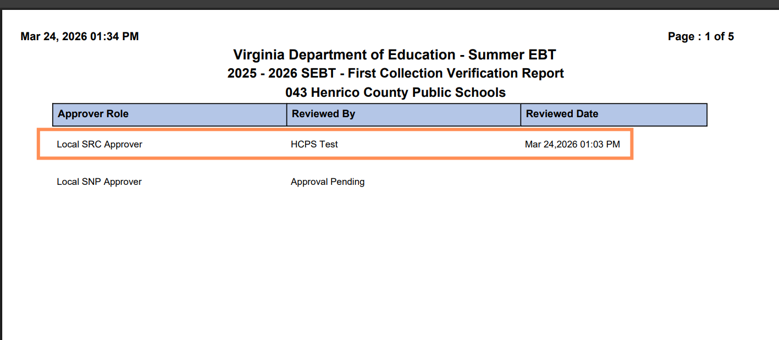 Mar 24, 2026 01:34 PM Page : 1 of 5
Virginia Department of Education - Summer EBT
2025 - 2026 SEBT - First Collection Verification Report
043 Henrico County Public Schools
Approver Role Reviewed By Reviewed Date
Local SRC Approver HCPS Test Mar 24,2026 01:03 PM
Local SNP Approver Approval Pending